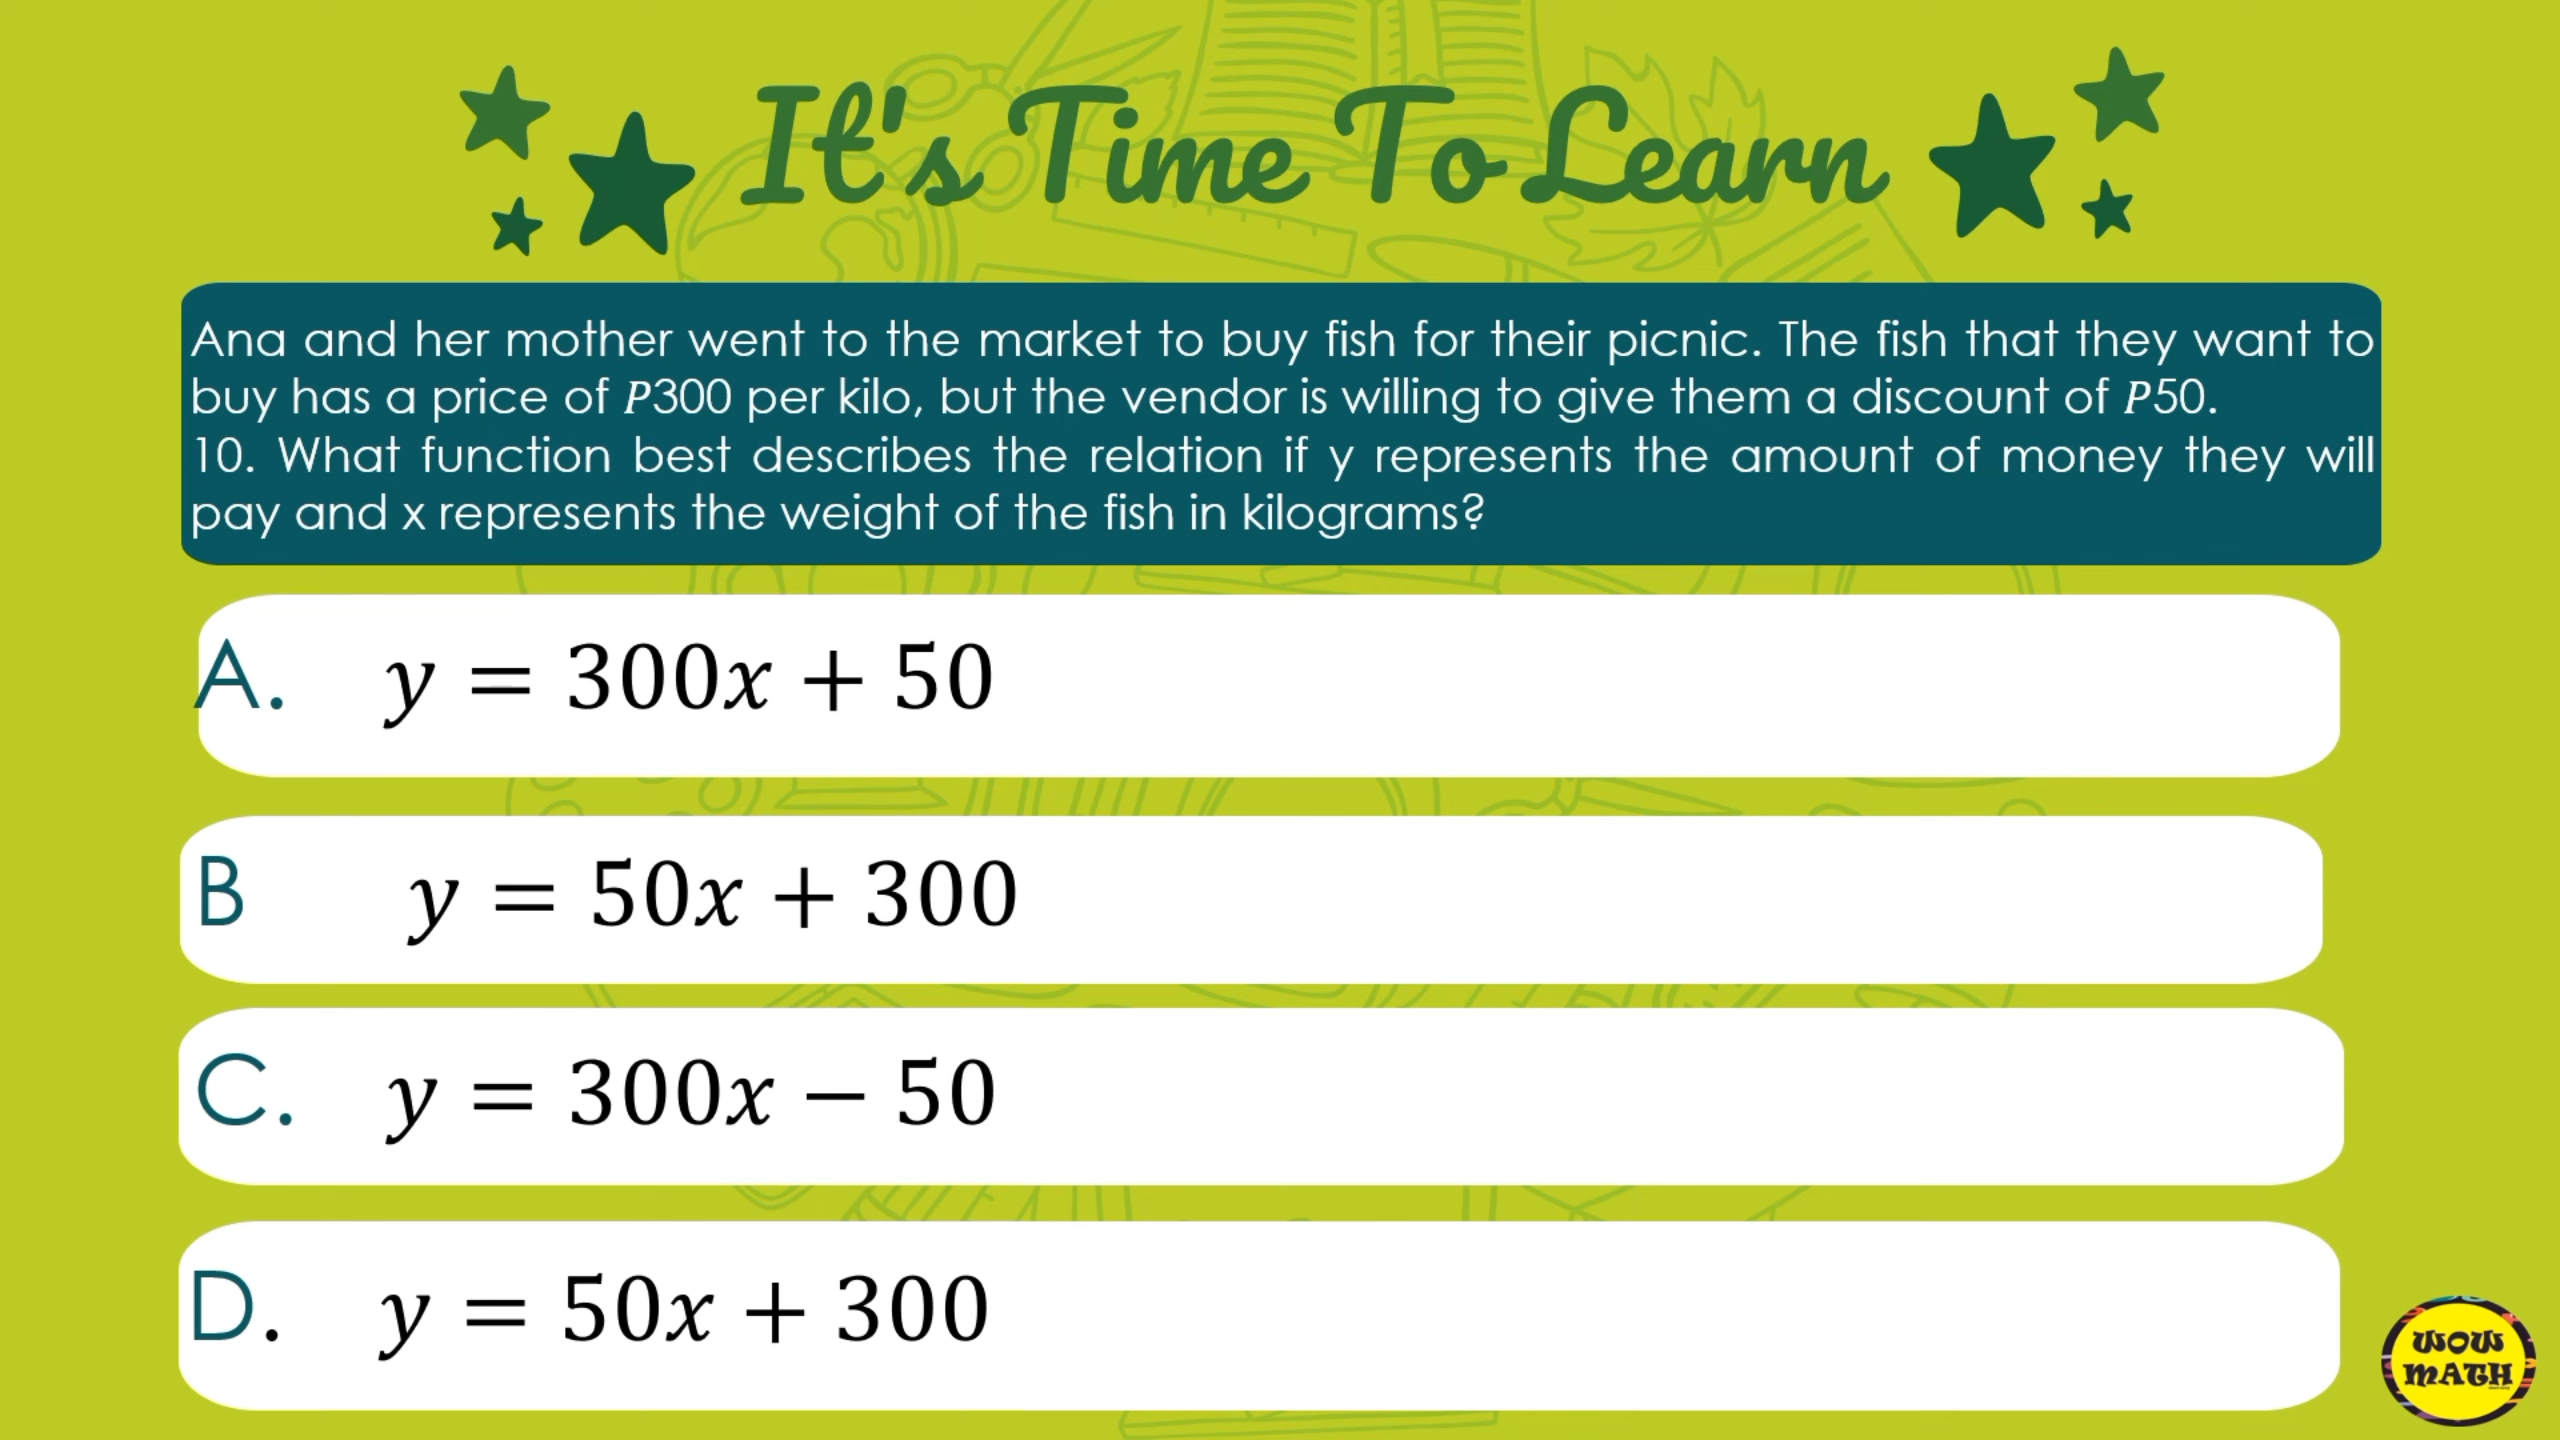 It's Time To Learn
Ana and her mother went to the market to buy fish for their picnic. The fish that they want to
buy has a price of P300 per kilo, but the vendor is willing to give them a discount of P50.
10. What function best describes the relation if y represents the amount of money they will
pay and x represents the weight of the fish in kilograms?
A. y = 300x + 50
B y = 50x + 300
C. y = 300x − 50
D. y = 50x + 300
WOW
MATH